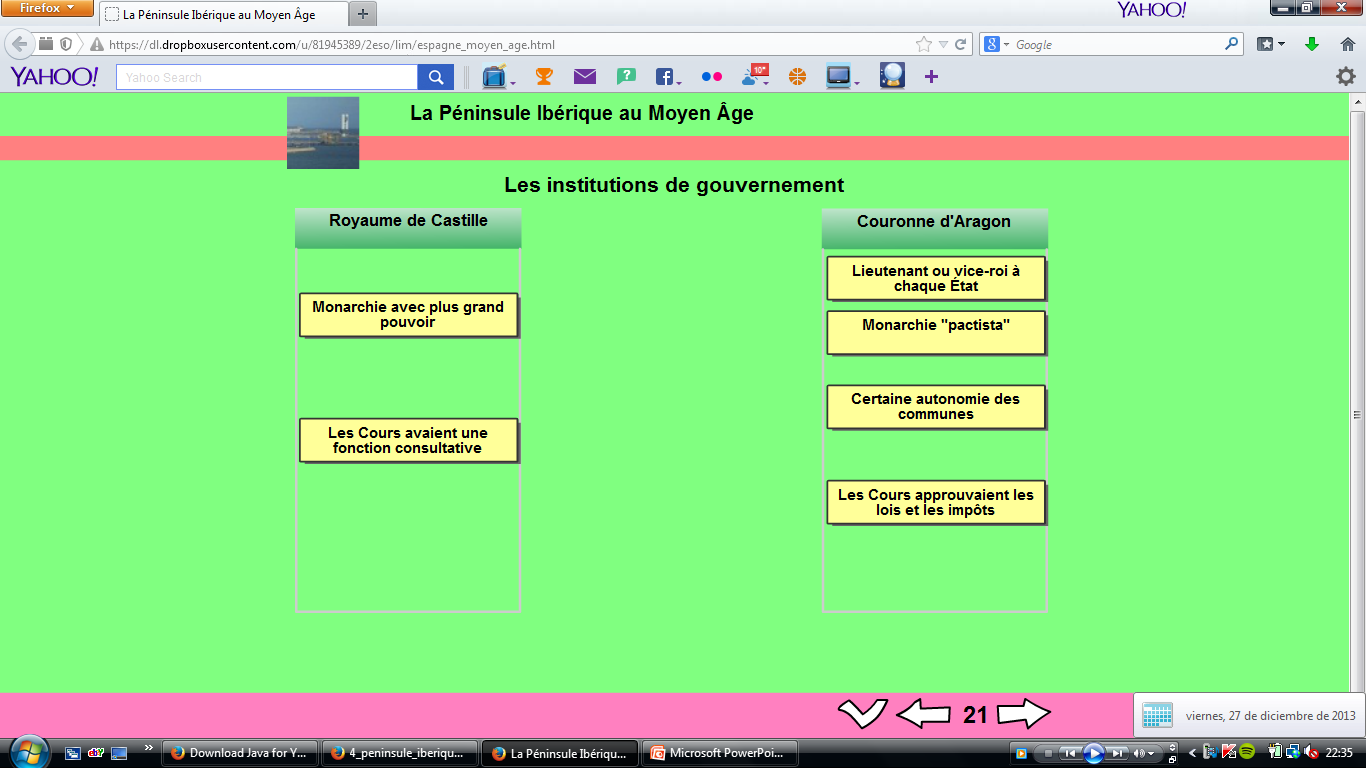 Firefox
La Péninsule Ibérique au Moyen Âge
YAHOO!
https://dl.dropboxusercontent.com/u/81945389/2eso/lim/espagne_moyen_age.html
Google
YAHOO!
Yahoo Search
10°
La Péninsule Ibérique au Moyen Âge
Les institutions de gouvernement
Royaume de Castille
Monarchie avec plus grand
pouvoir
Les Cours avaient une
fonction consultative
Couronne d'Aragon
Lieutenant ou vice-roi à
chaque État
Monarchie "pactista"
Certaine autonomie des
communes
Les Cours approuvaient les
lois et les impôts
21
viernes, 27 de diciembre de 2013
Download Java for Y...
4_peninsule_iberiqu...
La Péninsule Ibériqu...
Microsoft PowerPoi...
22:35